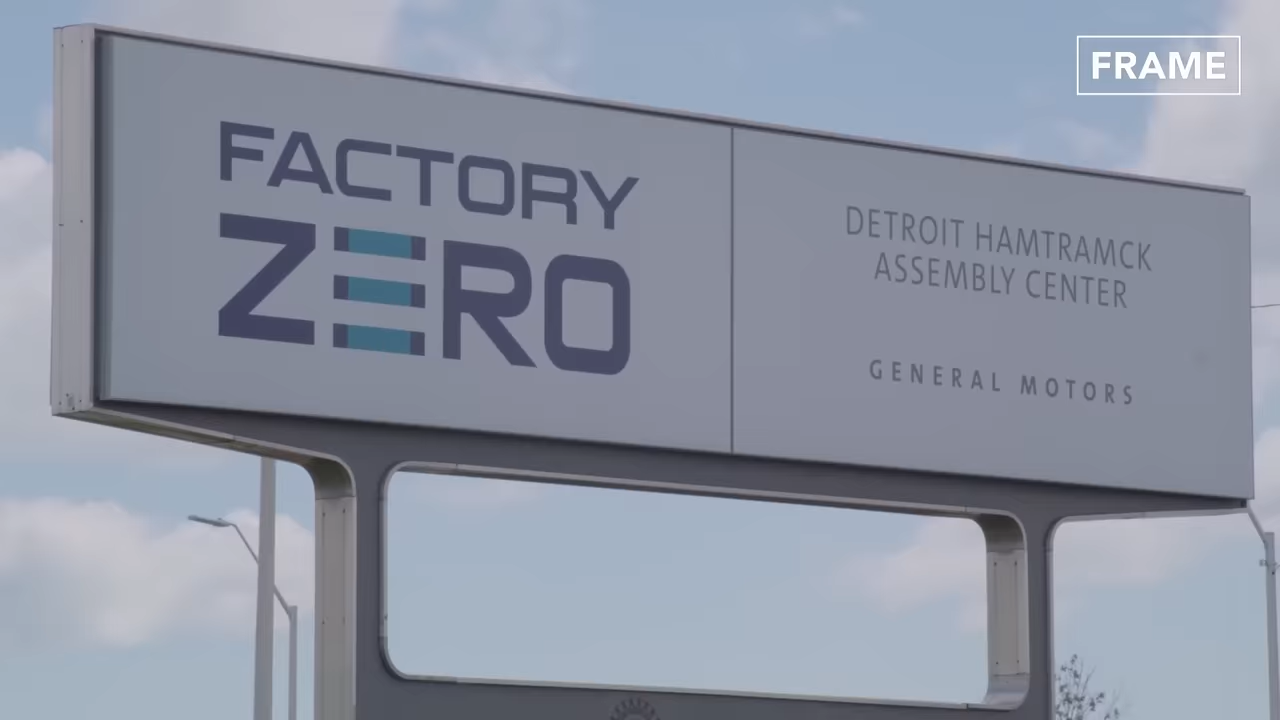 FRAME
FACTORY
ZERO
DETROIT HAMTRAMCK
ASSEMBLY CENTER
GENERAL MOTORS